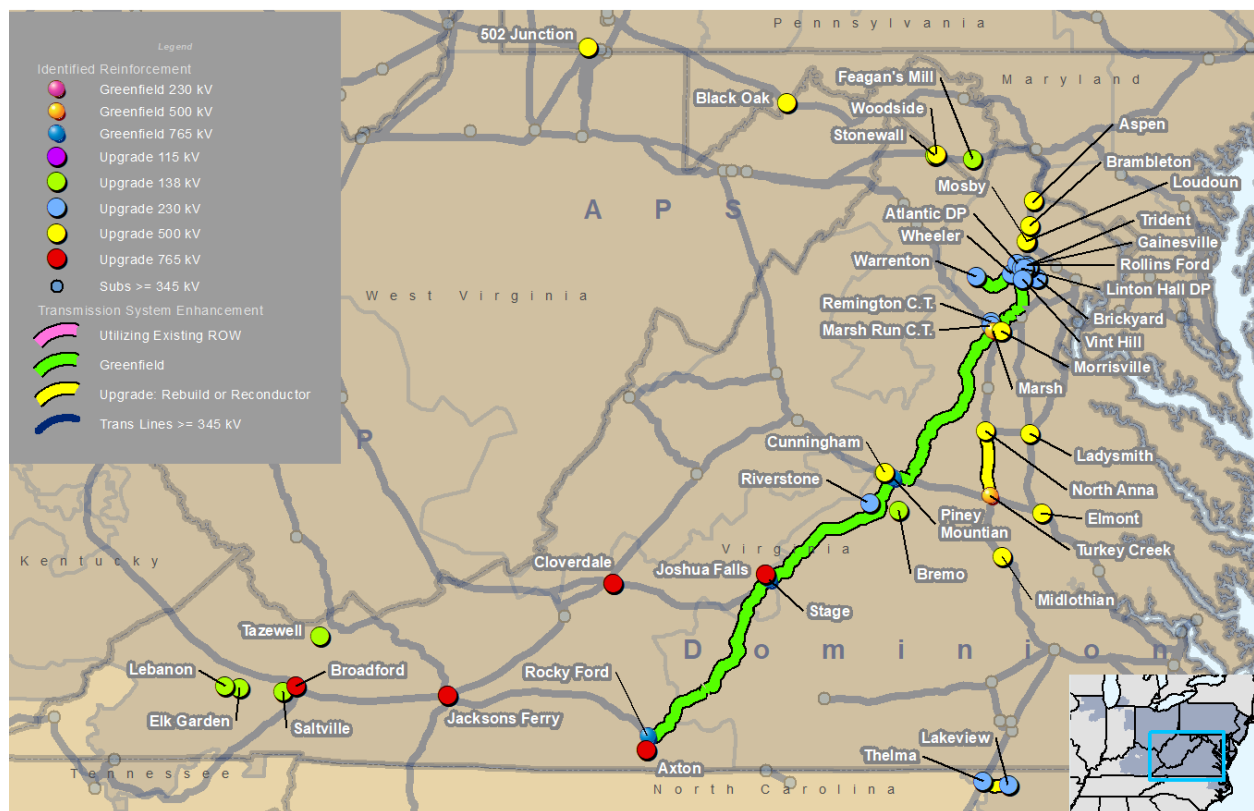 Pennsylvania
502 Junction
Legend
Identified Reinforcement
Greenfield 230 kV
Greenfield 500 kV
Greenfield 765 kV
Upgrade 115 kV
Upgrade 138 kV
Upgrade 230 kV
Upgrade 500 kV
Upgrade 765 kV
Subs >= 345 kV
Transmission System Enhancement
Utilizing Existing ROW
Greenfield
Upgrade: Rebuild or Reconductor
Trans Lines >= 345 kV
Feagan's Mill
Maryland
Black Oak
Woodside
Stonewall
Aspen
Brambleton
Mosby
Loudoun
APS
Atlantic DP
Trident
Wheeler
Gainesville
Warrenton
Rollins Ford
Linton Hall DP
West Virginia
Remington C.T.
Brickyard
Marsh Run C.T.
Vint Hill
Morrisville
Marsh
P
Cunningham
Ladysmith
Riverstone
North Anna
Piney
Mountian
Elmont
Kentucky
Virginia
Turkey Creek
Cloverdale
Joshua Falls
Bremo
Stage
Midlothian
Tazewell
Dominion
Lebanon
Broadford
Rocky Ford
Elk Garden
Saltville
Jacksons Ferry
Lakeview
Thelma
Axton
Tennessee
North Carolina